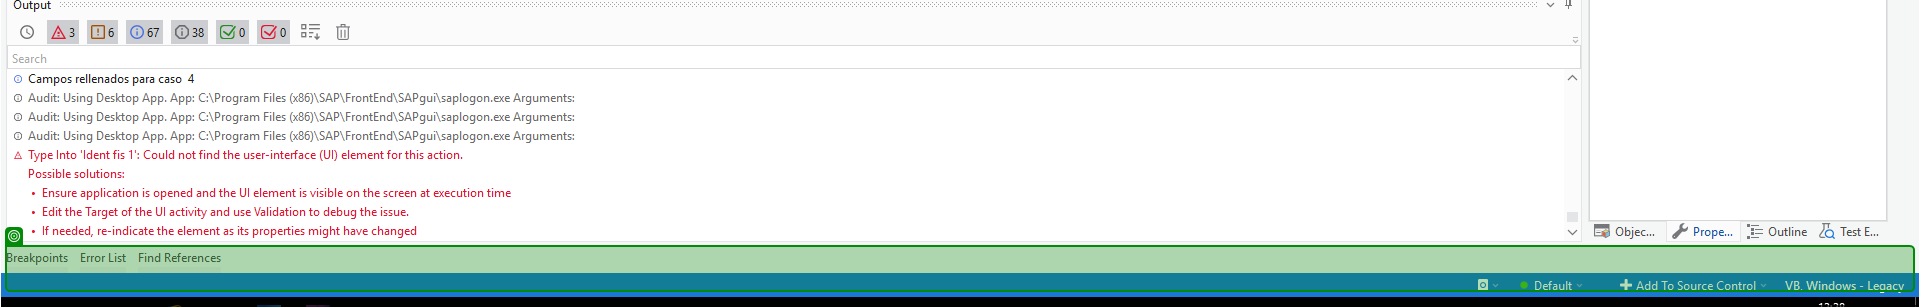 Output
3 6 67 38 0 0
Search
Campos rellenados para caso 4
Audit: Using Desktop App. App: C:\Program Files (x86)\SAP\FrontEnd\SAPgui\saplogon.exe Arguments:
Audit: Using Desktop App. App: C:\Program Files (x86)\SAP\FrontEnd\SAPgui\saplogon.exe Arguments:
Audit: Using Desktop App. App: C:\Program Files (x86)\SAP\FrontEnd\SAPgui\saplogon.exe Arguments:
Type Into 'Ident fis 1': Could not find the user-interface (UI) element for this action.
Possible solutions:
• Ensure application is opened and the UI element is visible on the screen at execution time
• Edit the Target of the UI activity and use Validation to debug the issue.
• If needed, re-indicate the element as its properties might have changed
Objec... Prope... Outline Test E...
Breakpoints Error List Find References
Default Add To Source Control VB, Windows - Legacy